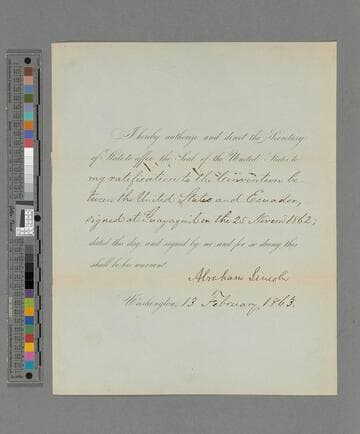 I hereby authorize and direct the Secretary
of State to affix the Seal of the United States to
my ratification to the Convention be
tween the United States and Ecuador,
signed at Guayaquil on the 25 Novem 1862;
dated this day, and signed by me and for so doing this
shall be his warrant.
Abraham Lincoln
Washington, 13 February, 1863.